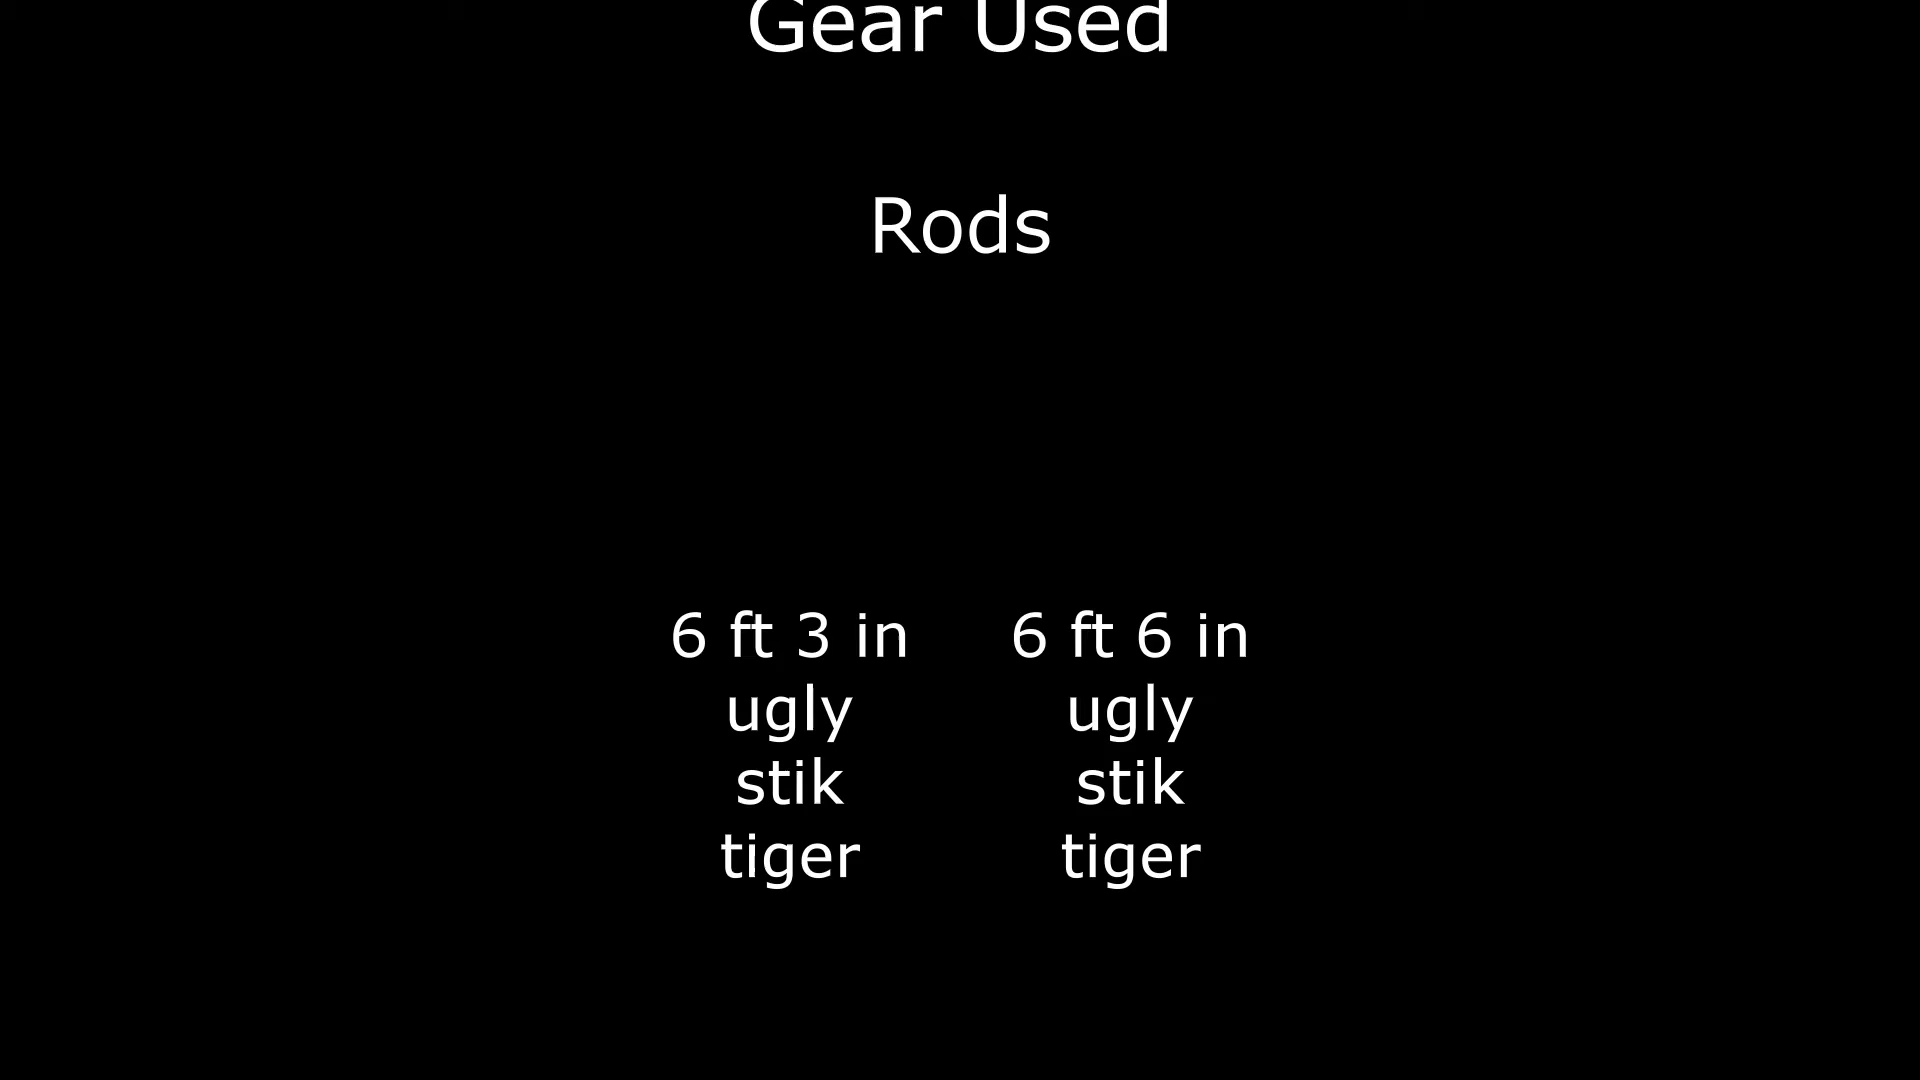 Gear Used
Rods
6 ft 3 in
ugly
stik
tiger
6 ft 6 in
ugly
stik
tiger